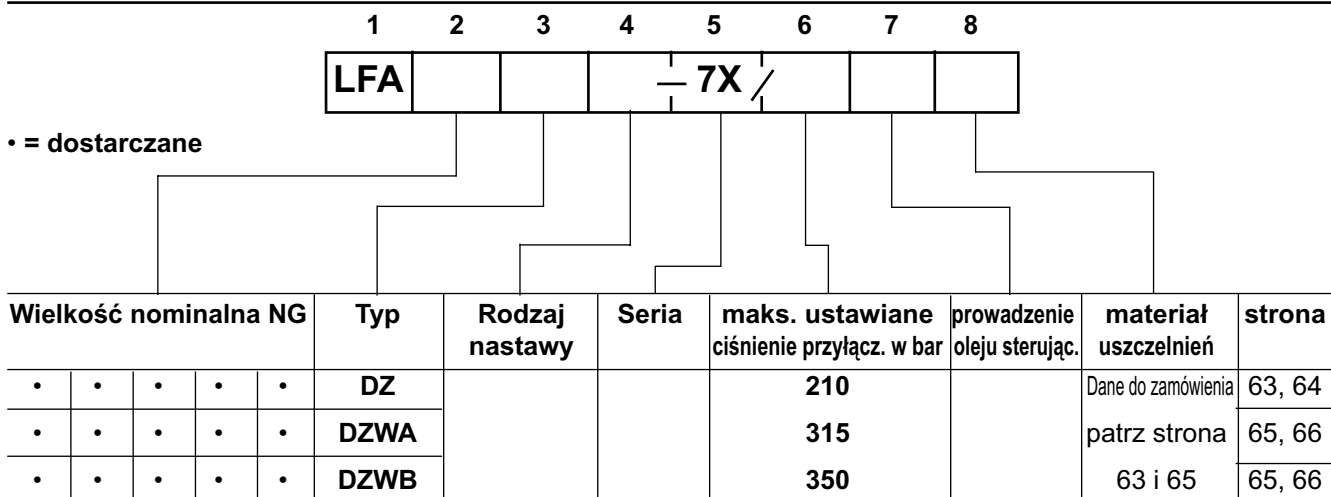 1 2 3 4 5 6 7 8
LFA – 7X /
• = dostarczane
Wielkość nominalna NG Typ Rodzaj nastawy Seria maks. ustawiane ciśnienie przyłącz. w bar prowadzenie oleju sterując. materiał uszczelnień strona
• • • • • DZ 210 Dane do zamówienia 63, 64
• • • • • DZWA 315 patrz strona 65, 66
• • • • • DZWB 350 63 i 65 65, 66